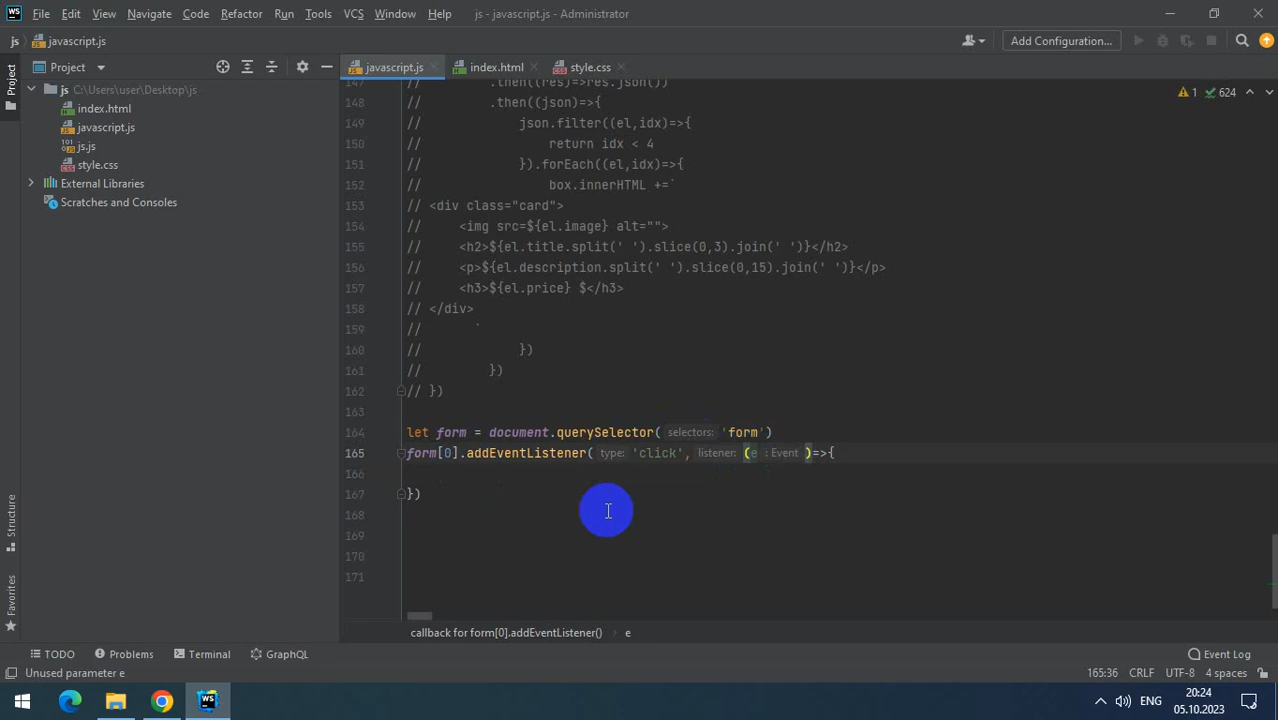 File Edit View Navigate Code Refactor Run Tools VCS Window Help js - javascript.js - Administrator
js javascript.js Add Configuration...
Project
Project
javascript.js index.html style.css
js C:\Users\user\Desktop\js
index.html
javascript.js
js.js
style.css
External Libraries
Scratches and Consoles
1 624
147 // .then((res)=>res.json())
148 // .then((json)=>{
149 // json.filter((el,idx)=>{
150 // return idx < 4
151 // }).forEach((el,idx)=>{
152 // box.innerHTML +=`
153 // <div class="card">
154 // <img src=${el.image} alt="">
155 // <h2>${el.title.split(' ').slice(0,3).join(' ')}</h2>
156 // <p>${el.description.split(' ').slice(0,15).join(' ')}</p>
157 // <h3>${el.price} $</h3>
158 // </div>
159 // `
160 // })
161 // })
162 // })
163
164 let form = document.querySelector( selectors: 'form')
165 form[0].addEventListener( type: 'click', listener: (e : Event )=>{
166
167 })
168
169
170
171
Structure
Favorites
callback for form[0].addEventListener() e
TODO Problems Terminal GraphQL Event Log
Unused parameter e 165:36 CRLF UTF-8 4 spaces
ENG 20:24
05.10.2023